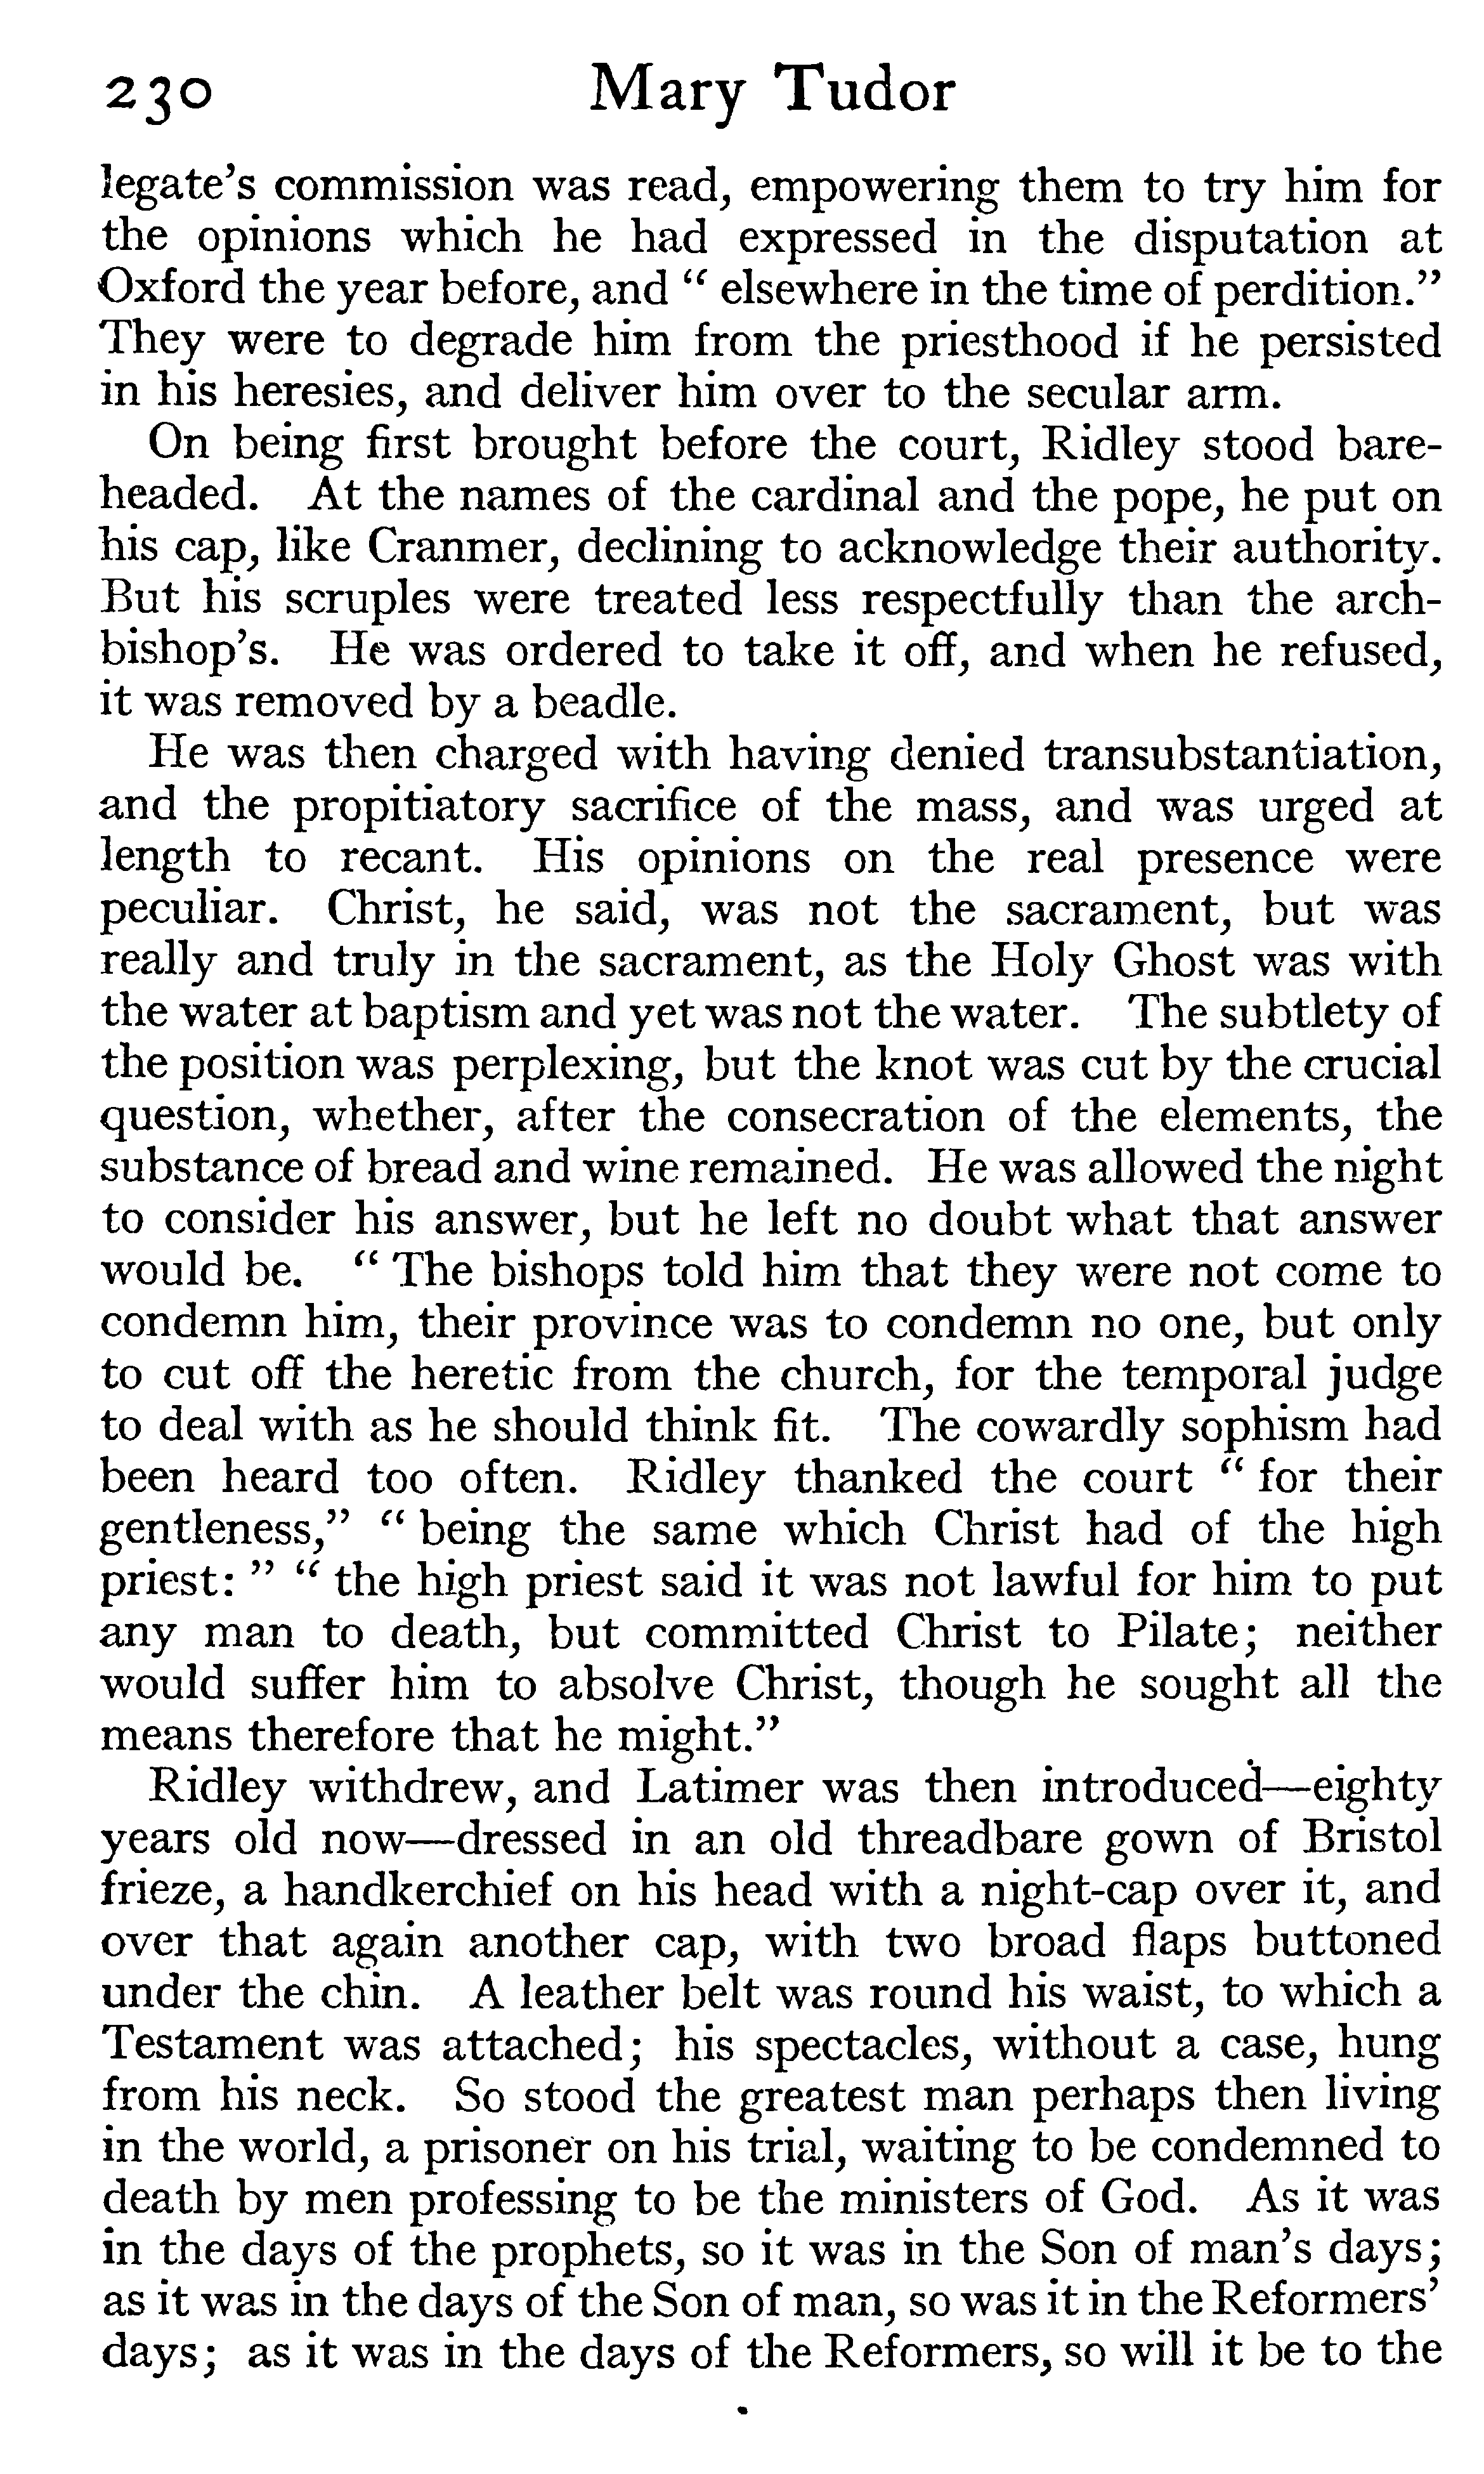 230 Mary Tudor
legate's commission was read, empowering them to try him for
the opinions which he had expressed in the disputation at
Oxford the year before, and " elsewhere in the time of perdition."
They were to degrade him from the priesthood if he persisted
in his heresies, and deliver him over to the secular arm.
On being first brought before the court, Ridley stood bare-
headed. At the names of the cardinal and the pope, he put on
his cap, like Cranmer, declining to acknowledge their authority.
But his scruples were treated less respectfully than the arch-
bishop's. He was ordered to take it off, and when he refused,
it was removed by a beadle.
He was then charged with having denied transubstantiation,
and the propitiatory sacrifice of the mass, and was urged at
length to recant. His opinions on the real presence were
peculiar. Christ, he said, was not the sacrament, but was
really and truly in the sacrament, as the Holy Ghost was with
the water at baptism and yet was not the water. The subtlety of
the position was perplexing, but the knot was cut by the crucial
question, whether, after the consecration of the elements, the
substance of bread and wine remained. He was allowed the night
to consider his answer, but he left no doubt what that answer
would be. " The bishops told him that they were not come to
condemn him, their province was to condemn no one, but only
to cut off the heretic from the church, for the temporal judge
to deal with as he should think fit. The cowardly sophism had
been heard too often. Ridley thanked the court " for their
gentleness," " being the same which Christ had of the high
priest: " " the high priest said it was not lawful for him to put
any man to death, but committed Christ to Pilate; neither
would suffer him to absolve Christ, though he sought all the
means therefore that he might."
Ridley withdrew, and Latimer was then introduced—eighty
years old now—dressed in an old threadbare gown of Bristol
frieze, a handkerchief on his head with a night-cap over it, and
over that again another cap, with two broad flaps buttoned
under the chin. A leather belt was round his waist, to which a
Testament was attached; his spectacles, without a case, hung
from his neck. So stood the greatest man perhaps then living
in the world, a prisoner on his trial, waiting to be condemned to
death by men professing to be the ministers of God. As it was
in the days of the prophets, so it was in the Son of man's days;
as it was in the days of the Son of man, so was it in the Reformers'
days; as it was in the days of the Reformers, so will it be to the